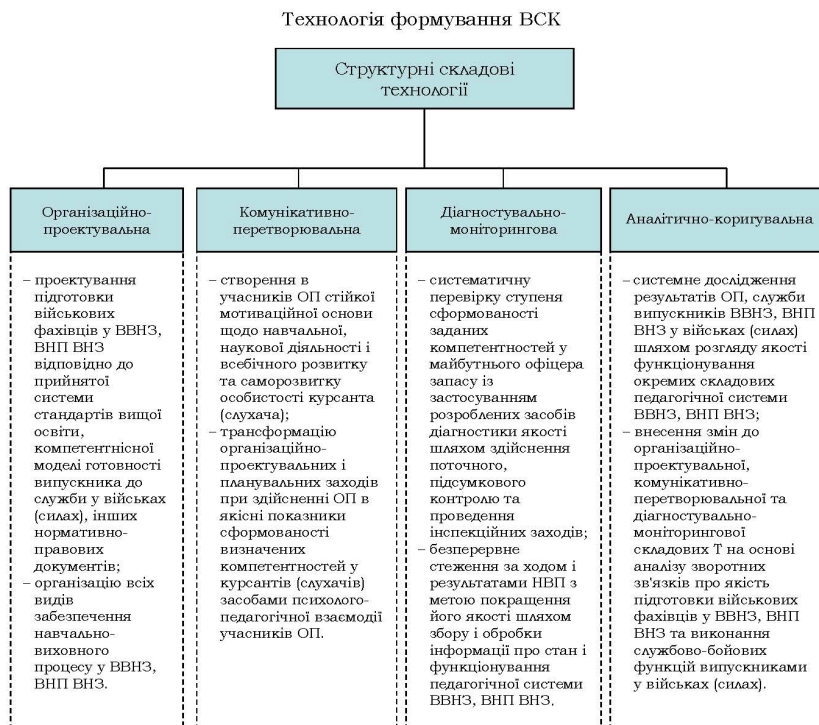 Технологія формування ВСК
Структурні складові
технології
Організаційно-
проектувальна
Комунікативно-
перетворювальна
Діагностувально-
моніторингова
Аналітично-коригувальна
– проектування
підготовки
військових
фахівців у ВВНЗ,
ВНП ВНЗ
відповідно до
прийнятої
системи
стандартів вищої
освіти,
компетентнісної
моделі готовності
випускника до
служби у військах
(силах), інших
нормативно-
правових
документів;
– організацію всіх
видів
забезпечення
навчально-
виховного
процесу у ВВНЗ,
ВНП ВНЗ.
– створення в
учасників ОП стійкої
мотиваційної основи
щодо навчальної,
наукової діяльності і
всебічного розвитку
та саморозвитку
особистості курсанта
(слухача);
– трансформацію
організаційно-
проектувальних і
планувальних заходів
при здійсненні ОП в
якісні показники
сформованості
визначених
компетентностей у
курсантів (слухачів)
засобами психолого-
педагогічної взаємодії
учасників ОП.
– систематичну
перевірку ступеня
сформованості
заданих
компетентностей у
майбутнього офіцера
запасу із
застосуванням
розроблених засобів
діагностики якості
шляхом здійснення
поточного,
підсумкового
контролю та
проведення
інспекційних заходів;
– безперервне
стеження за ходом і
результатами НВП з
метою покращення
його якості шляхом
збору і обробки
інформації про стан і
функціонування
педагогічної системи
ВВНЗ, ВНП ВНЗ.
– системне дослідження
результатів ОП, служби
випускників ВВНЗ, ВНП
ВНЗ у військах (силах)
шляхом розгляду якості
функціонування
окремих складових
педагогічної системи
ВВНЗ, ВНП ВНЗ;
– внесення змін до
організаційно-
проектувальної,
комунікативно-
перетворювальної та
діагностувально-
моніторингової
складових Т на основі
аналізу зворотних
зв'язків про якість
підготовки військових
фахівців у ВВНЗ, ВНП
ВНЗ та виконання
службово-бойових
функцій випускниками
у військах (силах).